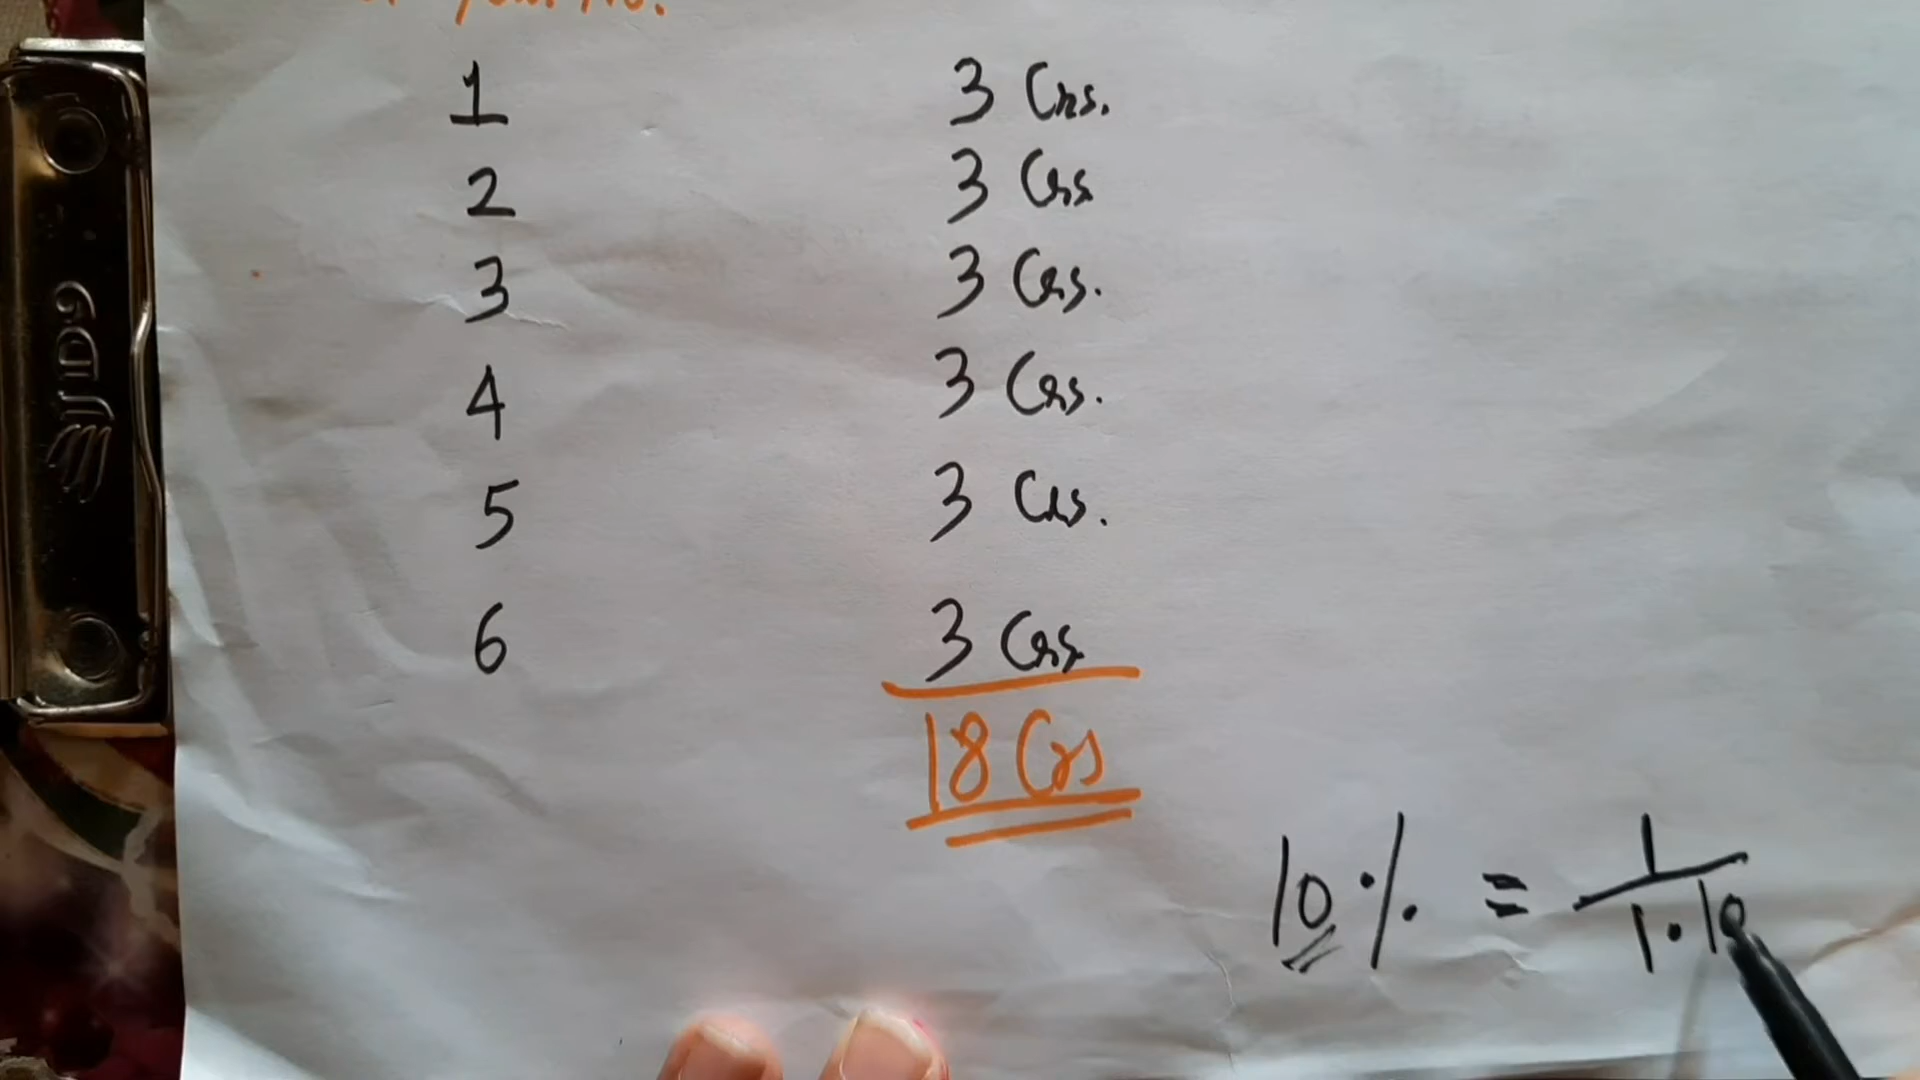 1 3 Crs.
2 3 Crs
3 3 Crs.
4 3 Crs.
5 3 Crs.
6 3 Crs
18 Crs
10% = 1/1.10